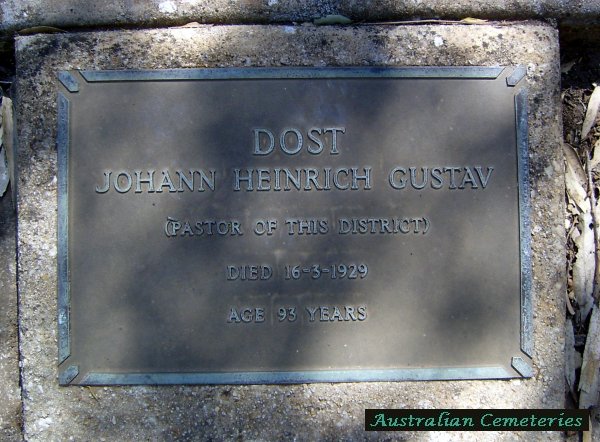 DOST
JOHANN HEINRICH GUSTAV
(PASTOR OF THIS DISTRICT)
DIED 16-3-1929
AGE 93 YEARS
Australian Cemeteries